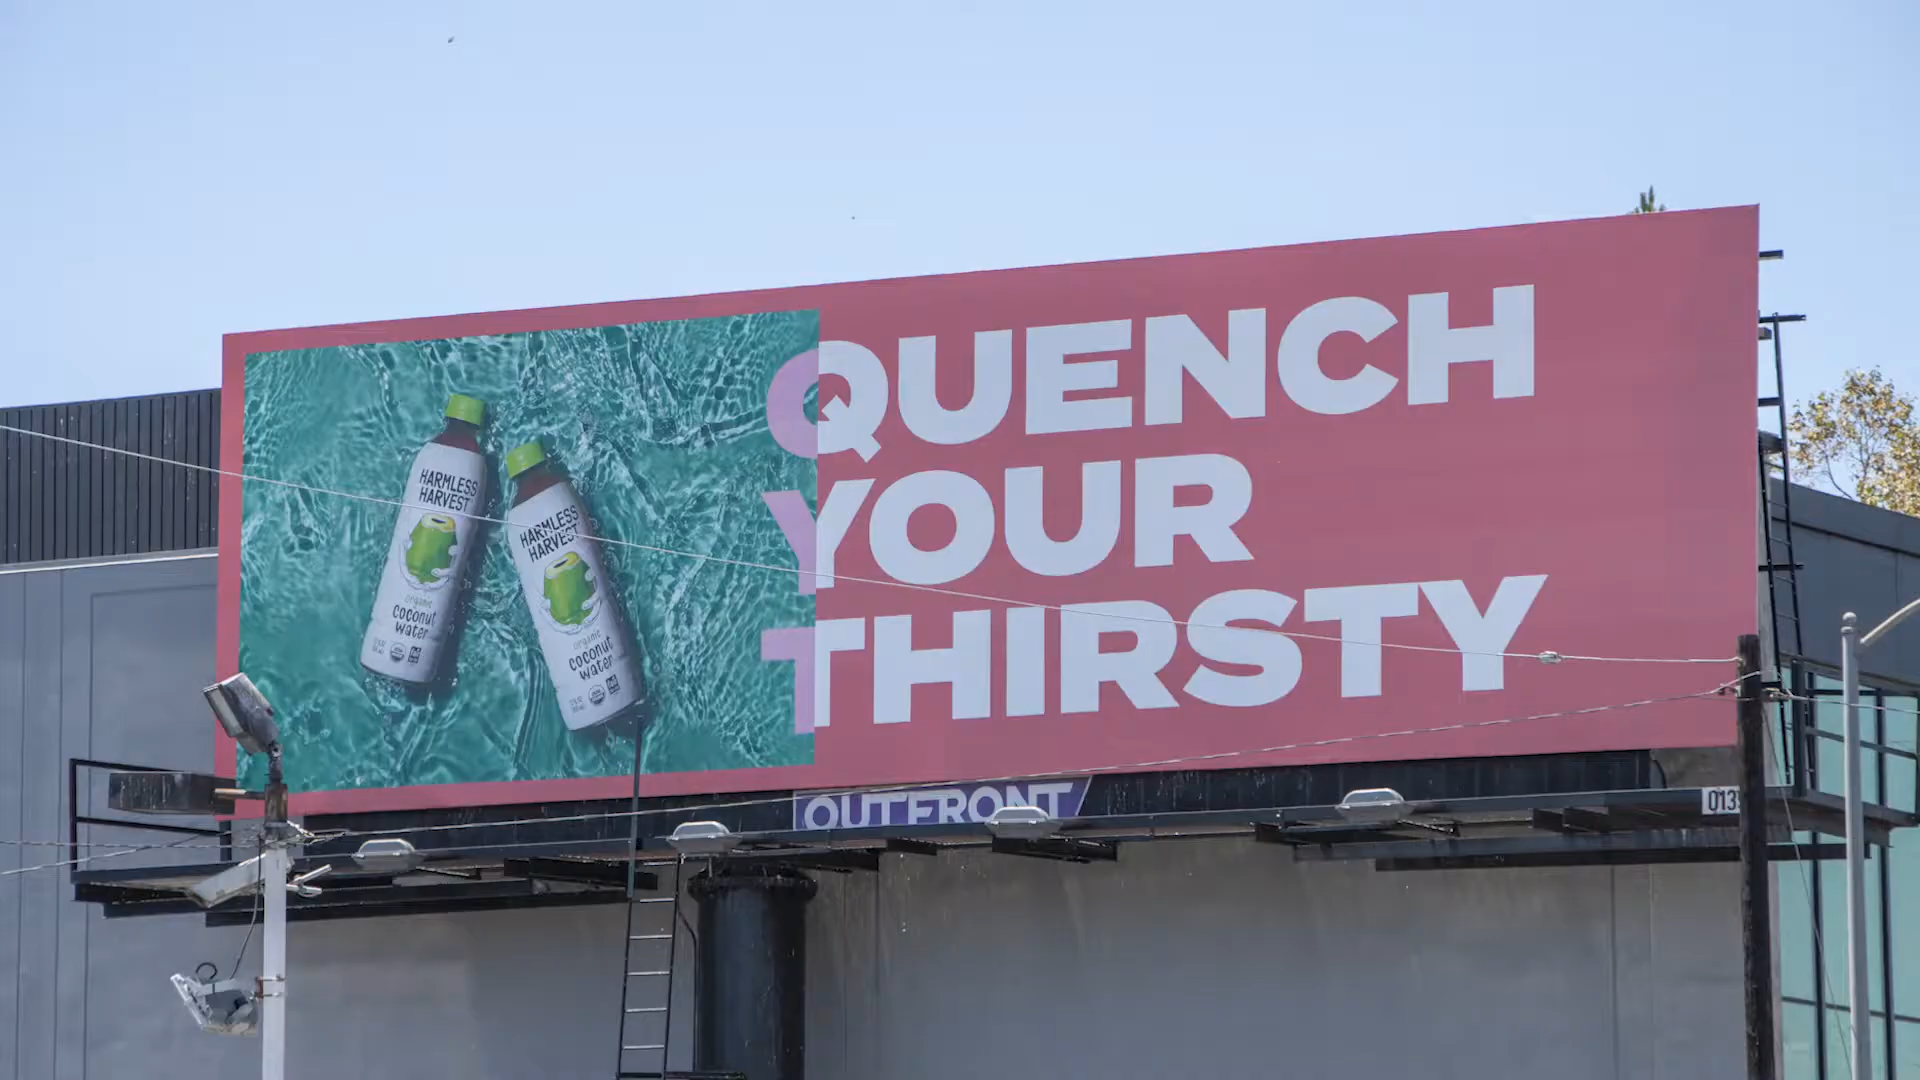 QUENCH
YOUR
THIRSTY
HARMLESS
HARVEST
organic
coconut
water
HARMLESS
HARVEST
organic
coconut
water
OUTFRONT